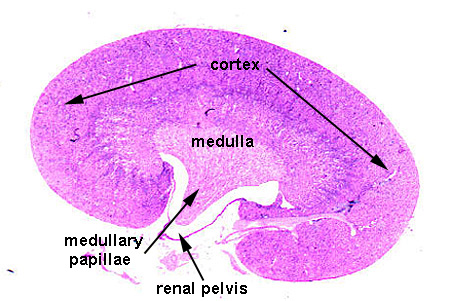 cortex
medulla
medullary
papillae
renal pelvis